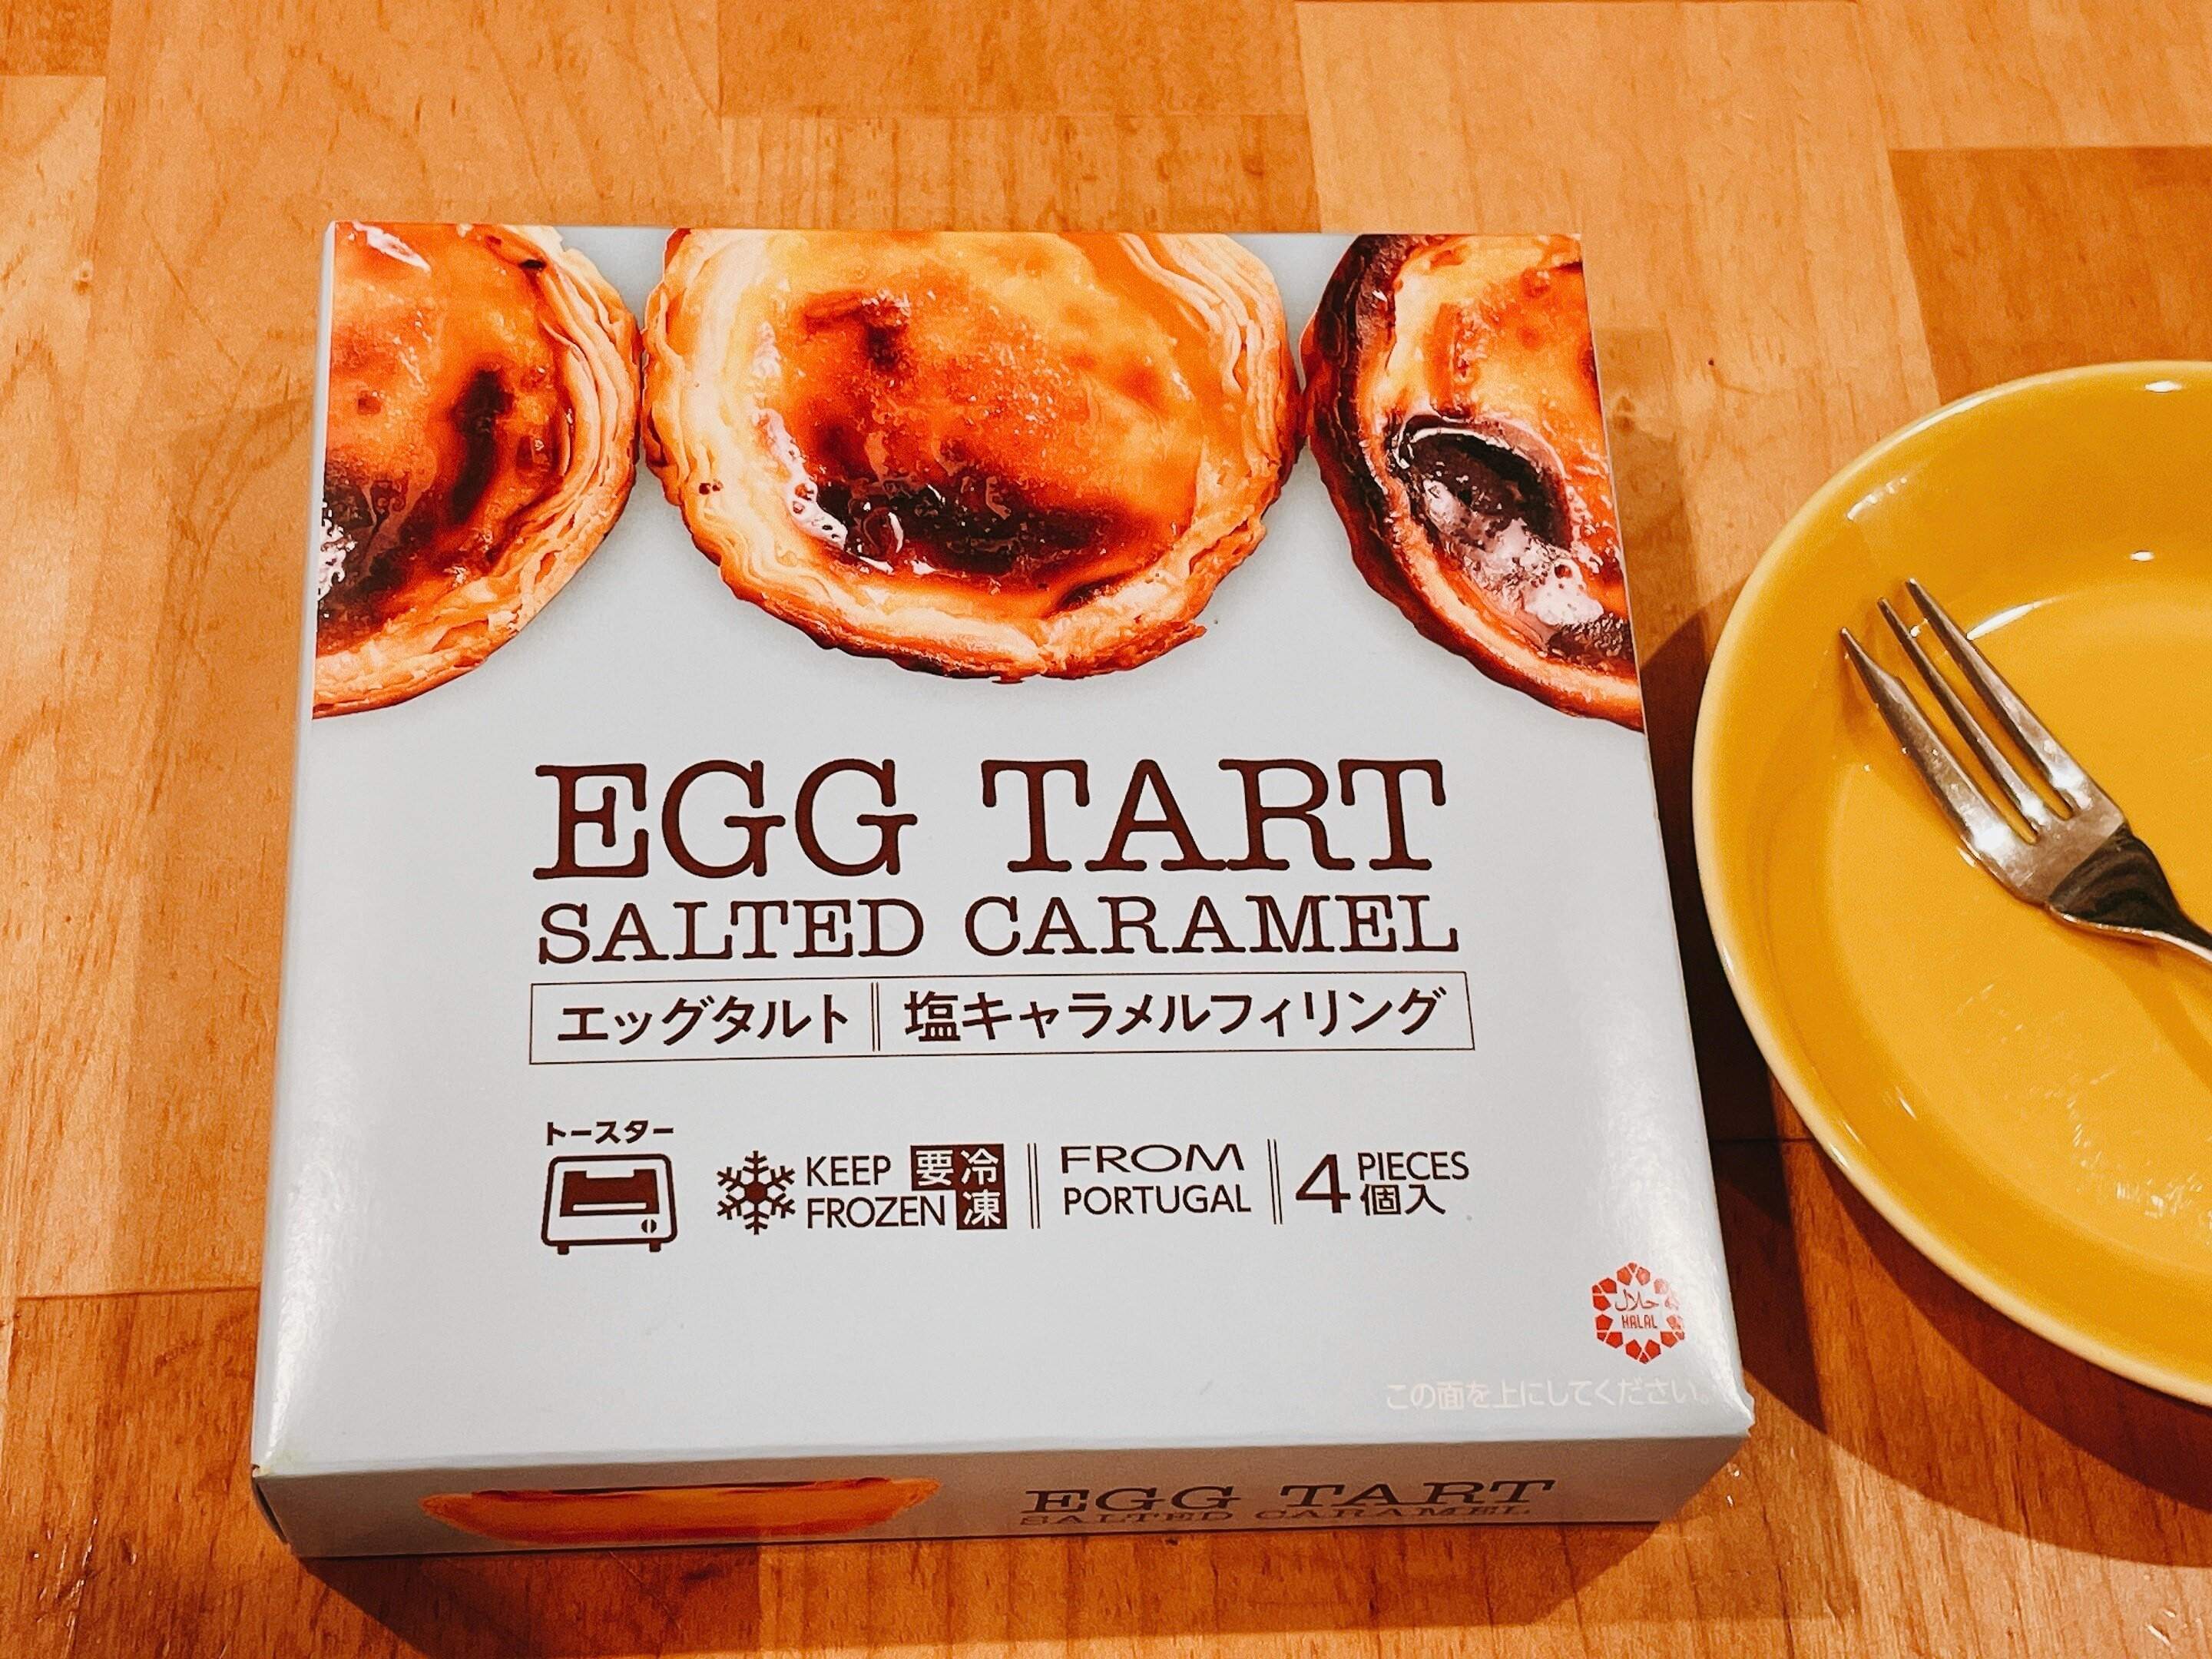 EGG TART
SALTED CARAMEL
エッグタルト 塩キャラメルフィリング
トースター
KEEP FROZEN
要冷凍
FROM PORTUGAL
4 PIECES
個入
حلال
HALAL
この面を上にしてください。
EGG TART
SALTED CARAMEL